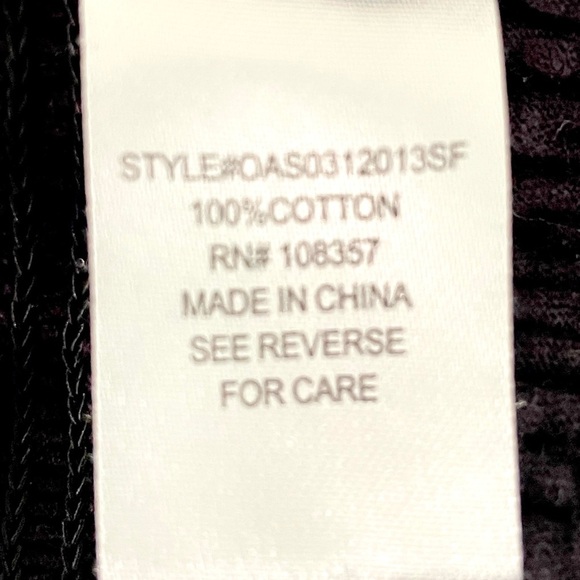 STYLE#OAS0312013SF
100%COTTON
RN# 108357
MADE IN CHINA
SEE REVERSE
FOR CARE